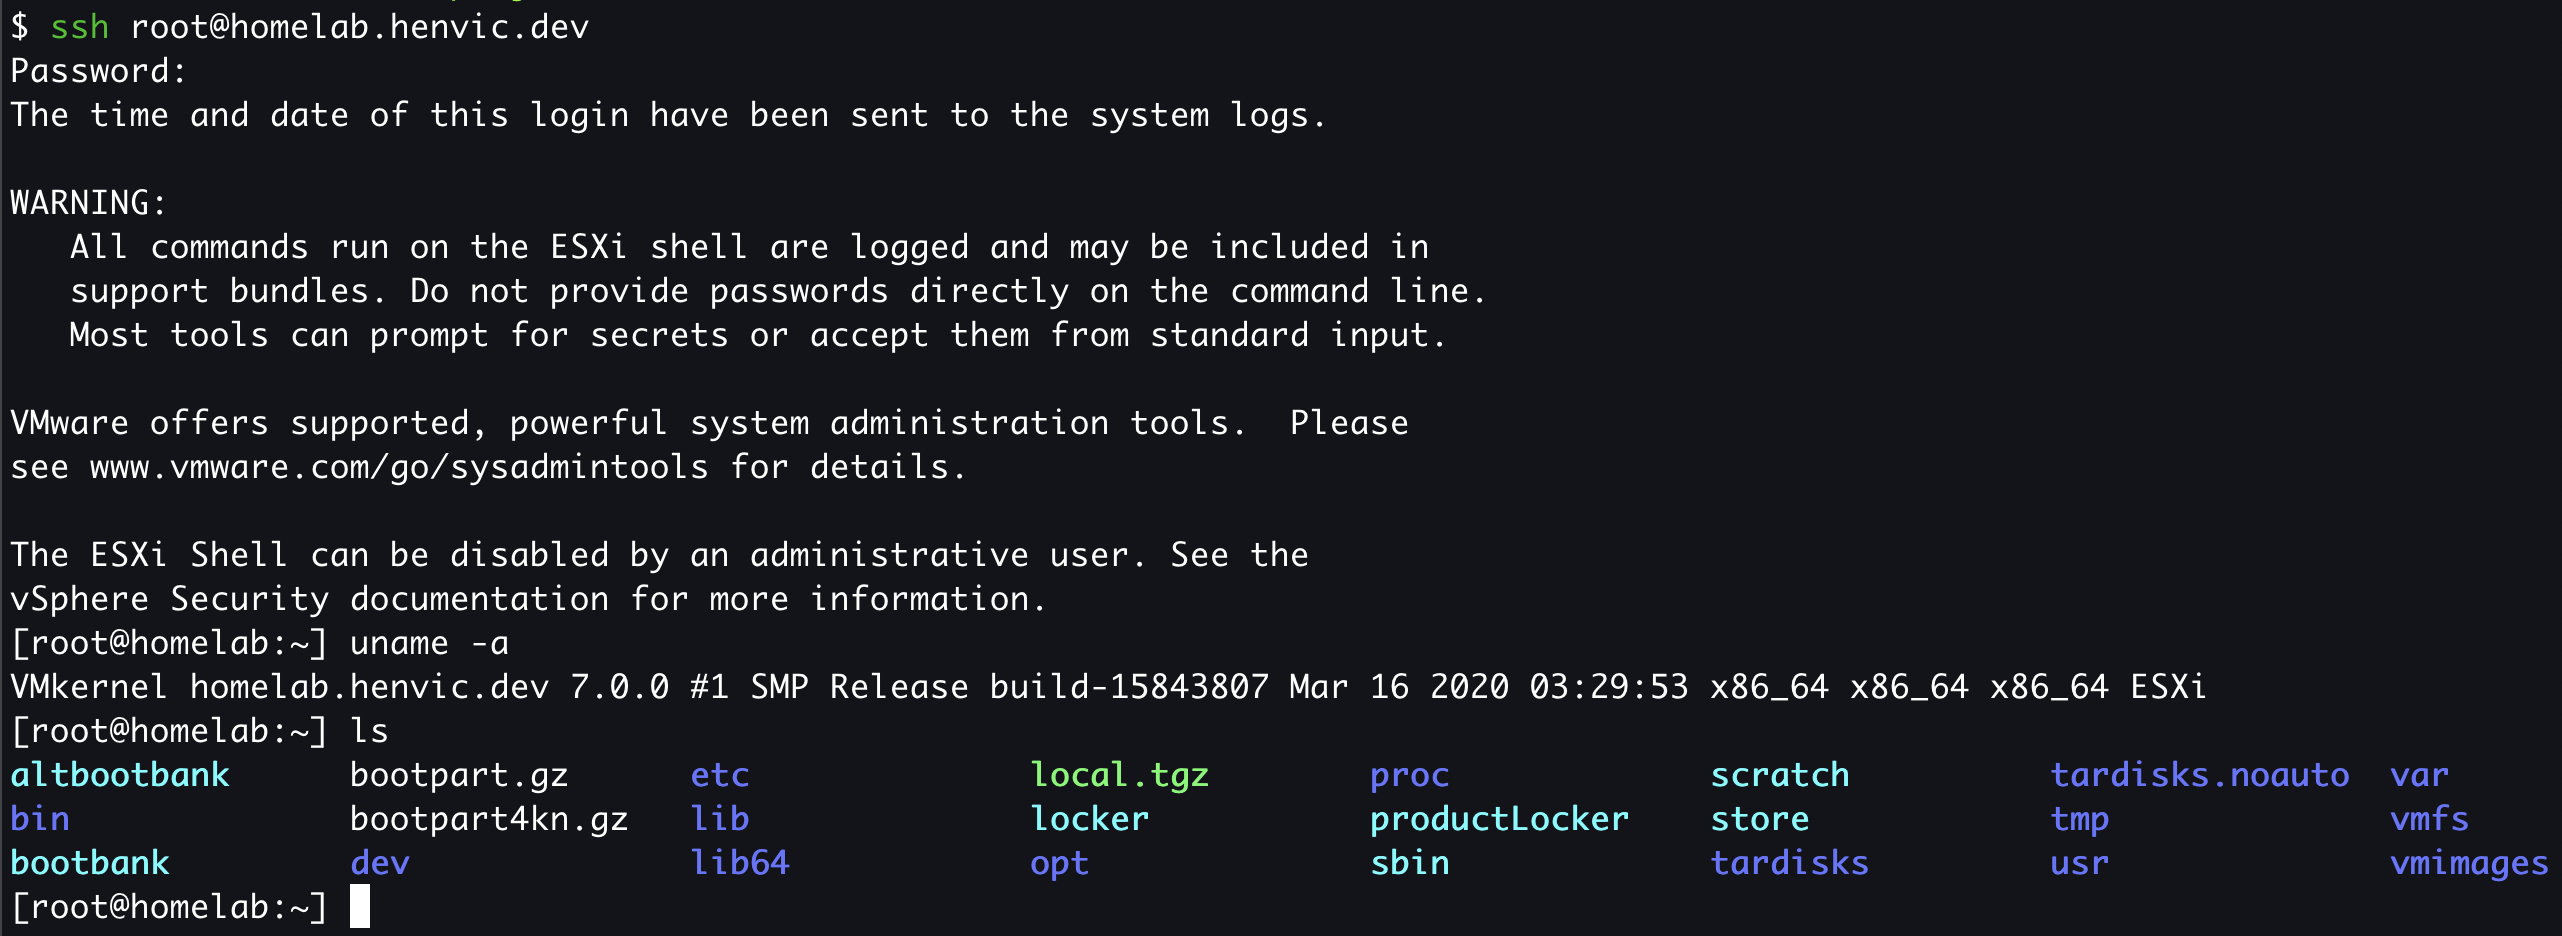 $ ssh root@homelab.henvic.dev
Password:
The time and date of this login have been sent to the system logs.

WARNING:
   All commands run on the ESXi shell are logged and may be included in
   support bundles. Do not provide passwords directly on the command line.
   Most tools can prompt for secrets or accept them from standard input.

VMware offers supported, powerful system administration tools.  Please
see www.vmware.com/go/sysadmintools for details.

The ESXi Shell can be disabled by an administrative user. See the
vSphere Security documentation for more information.
[root@homelab:~] uname -a
VMkernel homelab.henvic.dev 7.0.0 #1 SMP Release build-15843807 Mar 16 2020 03:29:53 x86_64 x86_64 x86_64 ESXi
[root@homelab:~] ls
altbootbank      bootpart.gz      etc              local.tgz        proc             scratch          tardisks.noauto  var
bin              bootpart4kn.gz   lib              locker           productLocker    store            tmp              vmfs
bootbank         dev              lib64            opt              sbin             tardisks         usr              vmimages
[root@homelab:~]